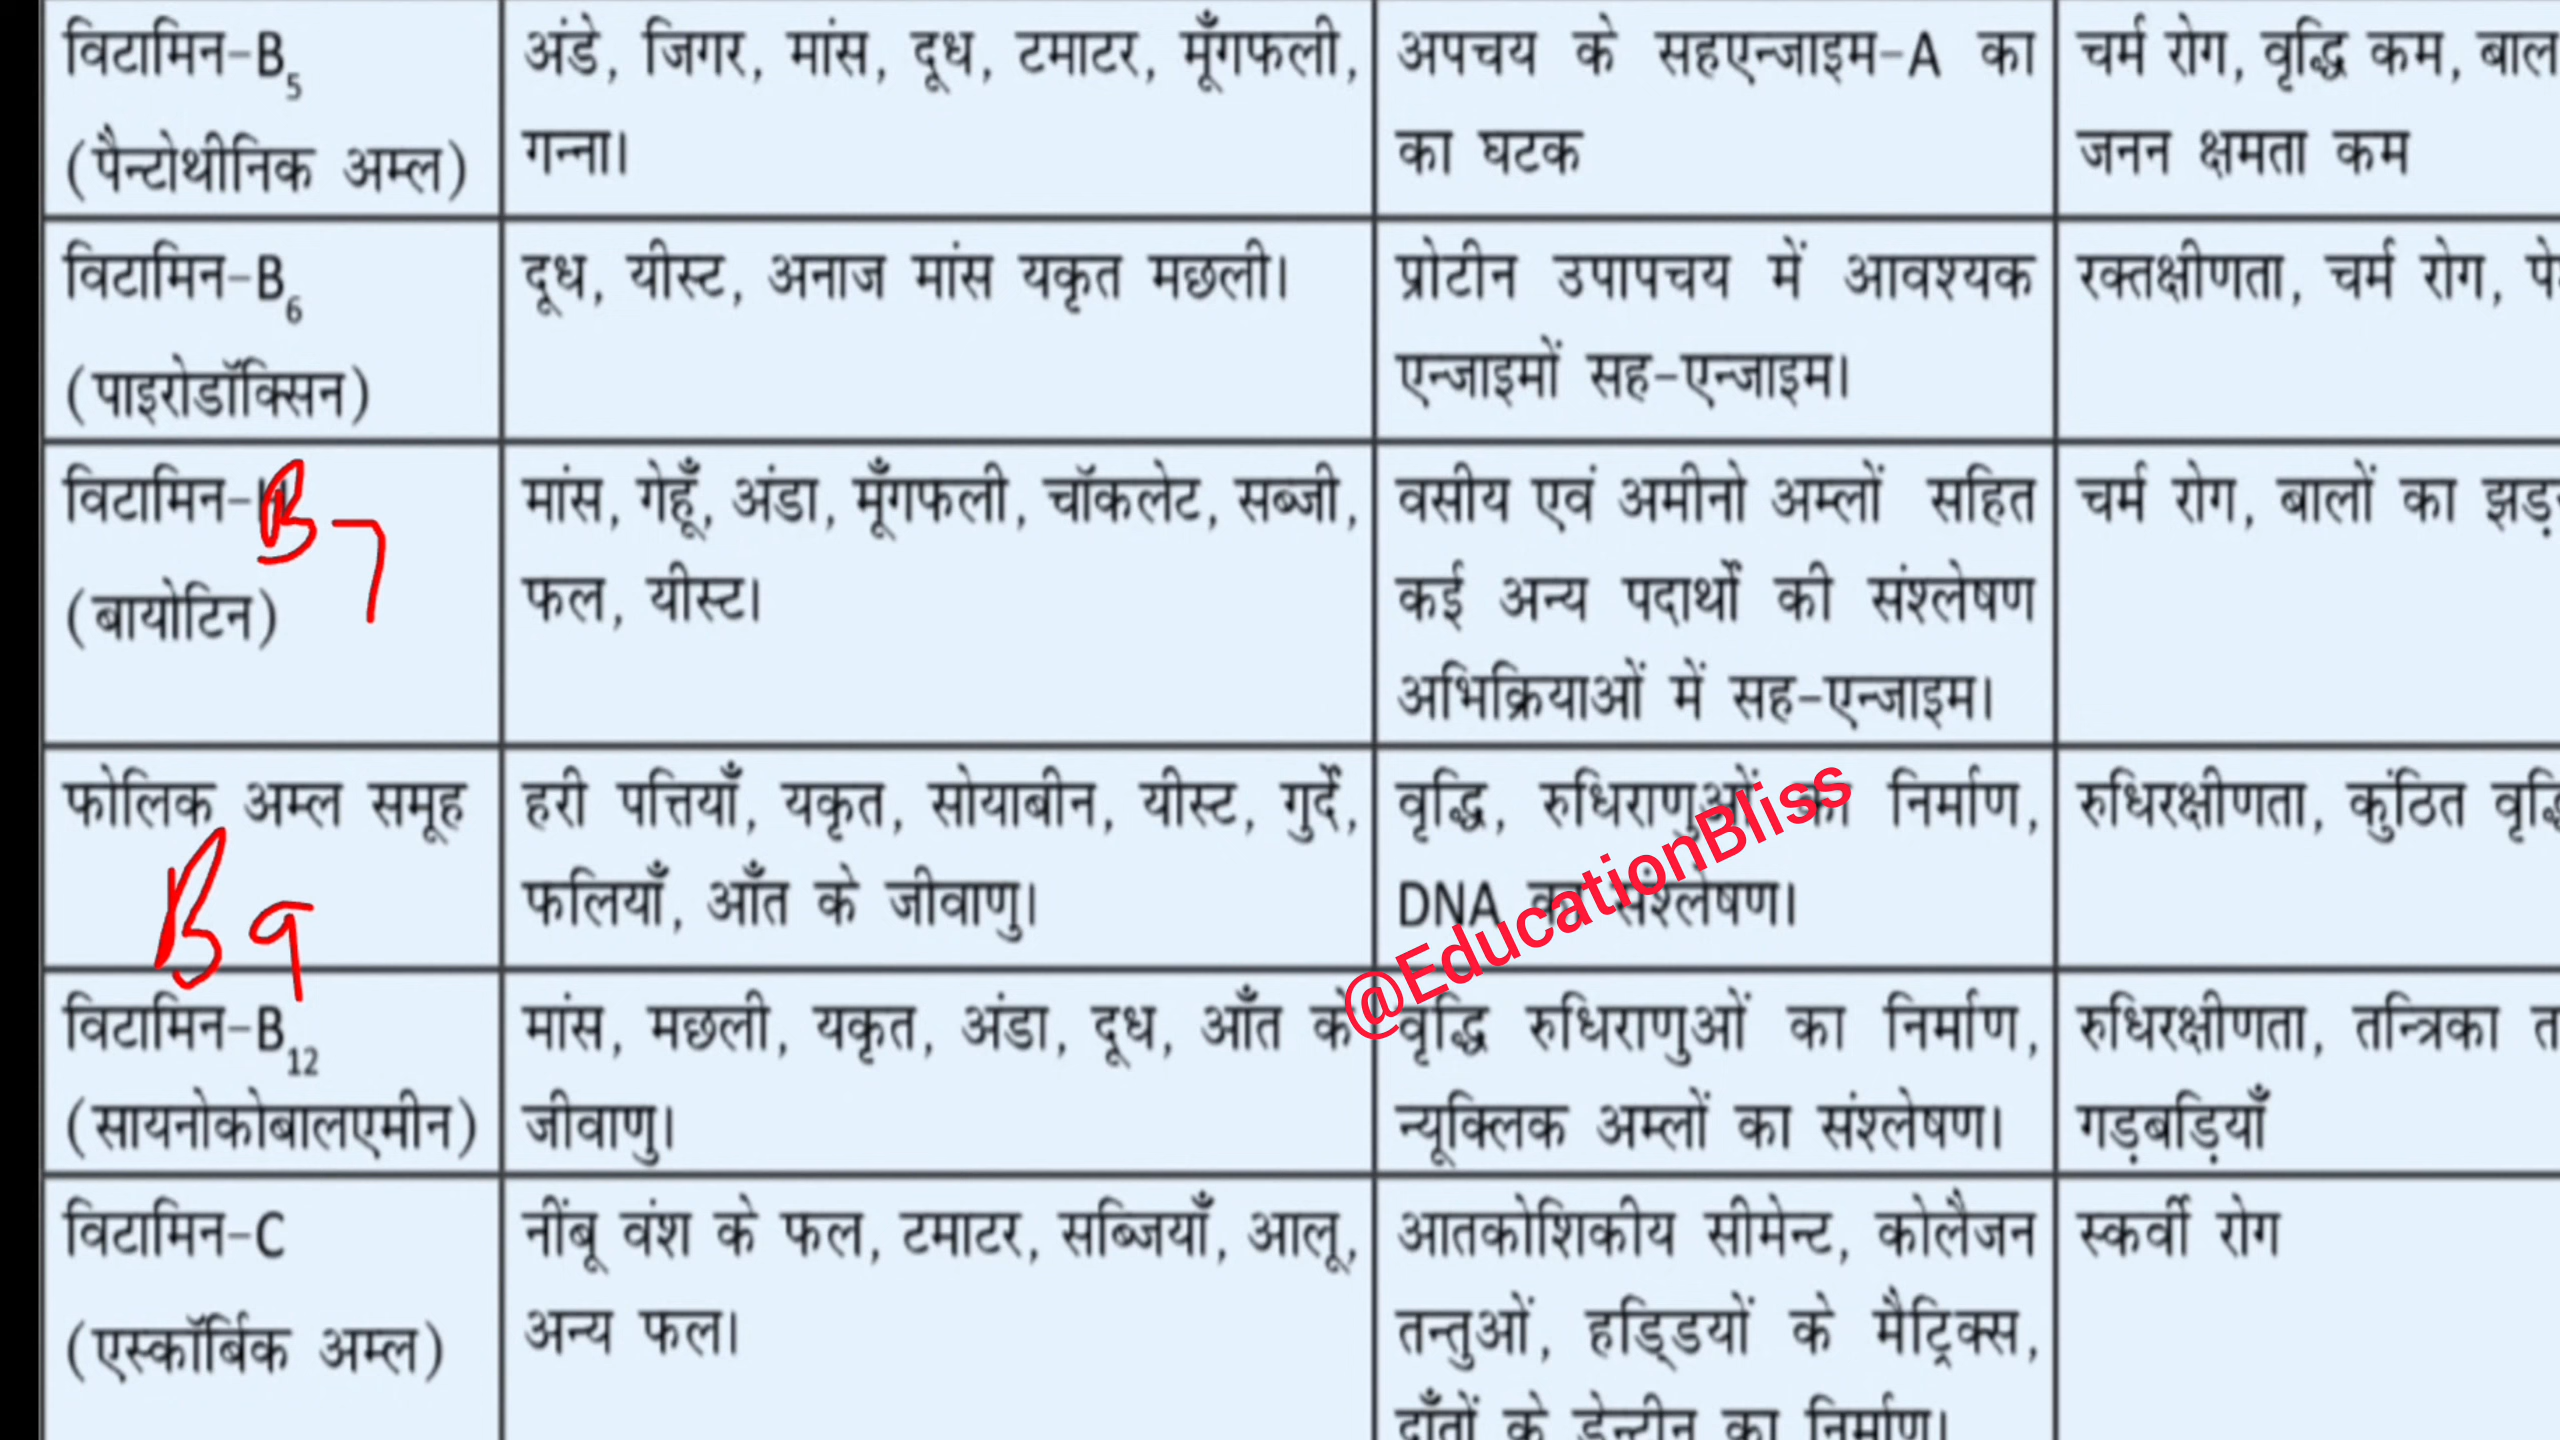 विटामिन-B5
(पैन्टोथीनिक अम्ल)
अंडे, जिगर, मांस, दूध, टमाटर, मूँगफली,
गन्ना।
अपचय के सहएन्जाइम-A का
का घटक
चर्म रोग, वृद्धि कम, बाल
जनन क्षमता कम
विटामिन-B6
(पाइरोडॉक्सिन)
दूध, यीस्ट, अनाज मांस यकृत मछली।
प्रोटीन उपापचय में आवश्यक
एन्जाइमों सह-एन्जाइम।
रक्तक्षीणता, चर्म रोग,
विटामिन-B7
(बायोटिन)
मांस, गेहूँ, अंडा, मूँगफली, चॉकलेट, सब्जी,
फल, यीस्ट।
वसीय एवं अमीनो अम्लों सहित
कई अन्य पदार्थों की संश्लेषण
अभिक्रियाओं में सह-एन्जाइम।
चर्म रोग, बालों का
फोलिक अम्ल समूह
B9
हरी पत्तियाँ, यकृत, सोयाबीन, यीस्ट, गुर्दे,
फलियाँ, आँत के जीवाणु।
वृद्धि, रुधिराणुओं का निर्माण,
DNA का संश्लेषण।
@EducationBliss
रुधिरक्षीणता, कुंठित
विटामिन-B12
(सायनोकोबालएमीन)
मांस, मछली, यकृत, अंडा, दूध, आँत के
जीवाणु।
वृद्धि रुधिराणुओं का निर्माण,
न्यूक्लिक अम्लों का संश्लेषण।
रुधिरक्षीणता, तन्त्रिका
गड़बड़ियाँ
विटामिन-C
(एस्कॉर्बिक अम्ल)
नींबू वंश के फल, टमाटर, सब्जियाँ, आलू,
अन्य फल।
आतकोशिकीय सीमेन्ट, कोलैजन
तन्तुओं, हड्डियों के मैट्रिक्स,
दाँतों के डेन्टीन का निर्माण।
स्कर्वी रोग